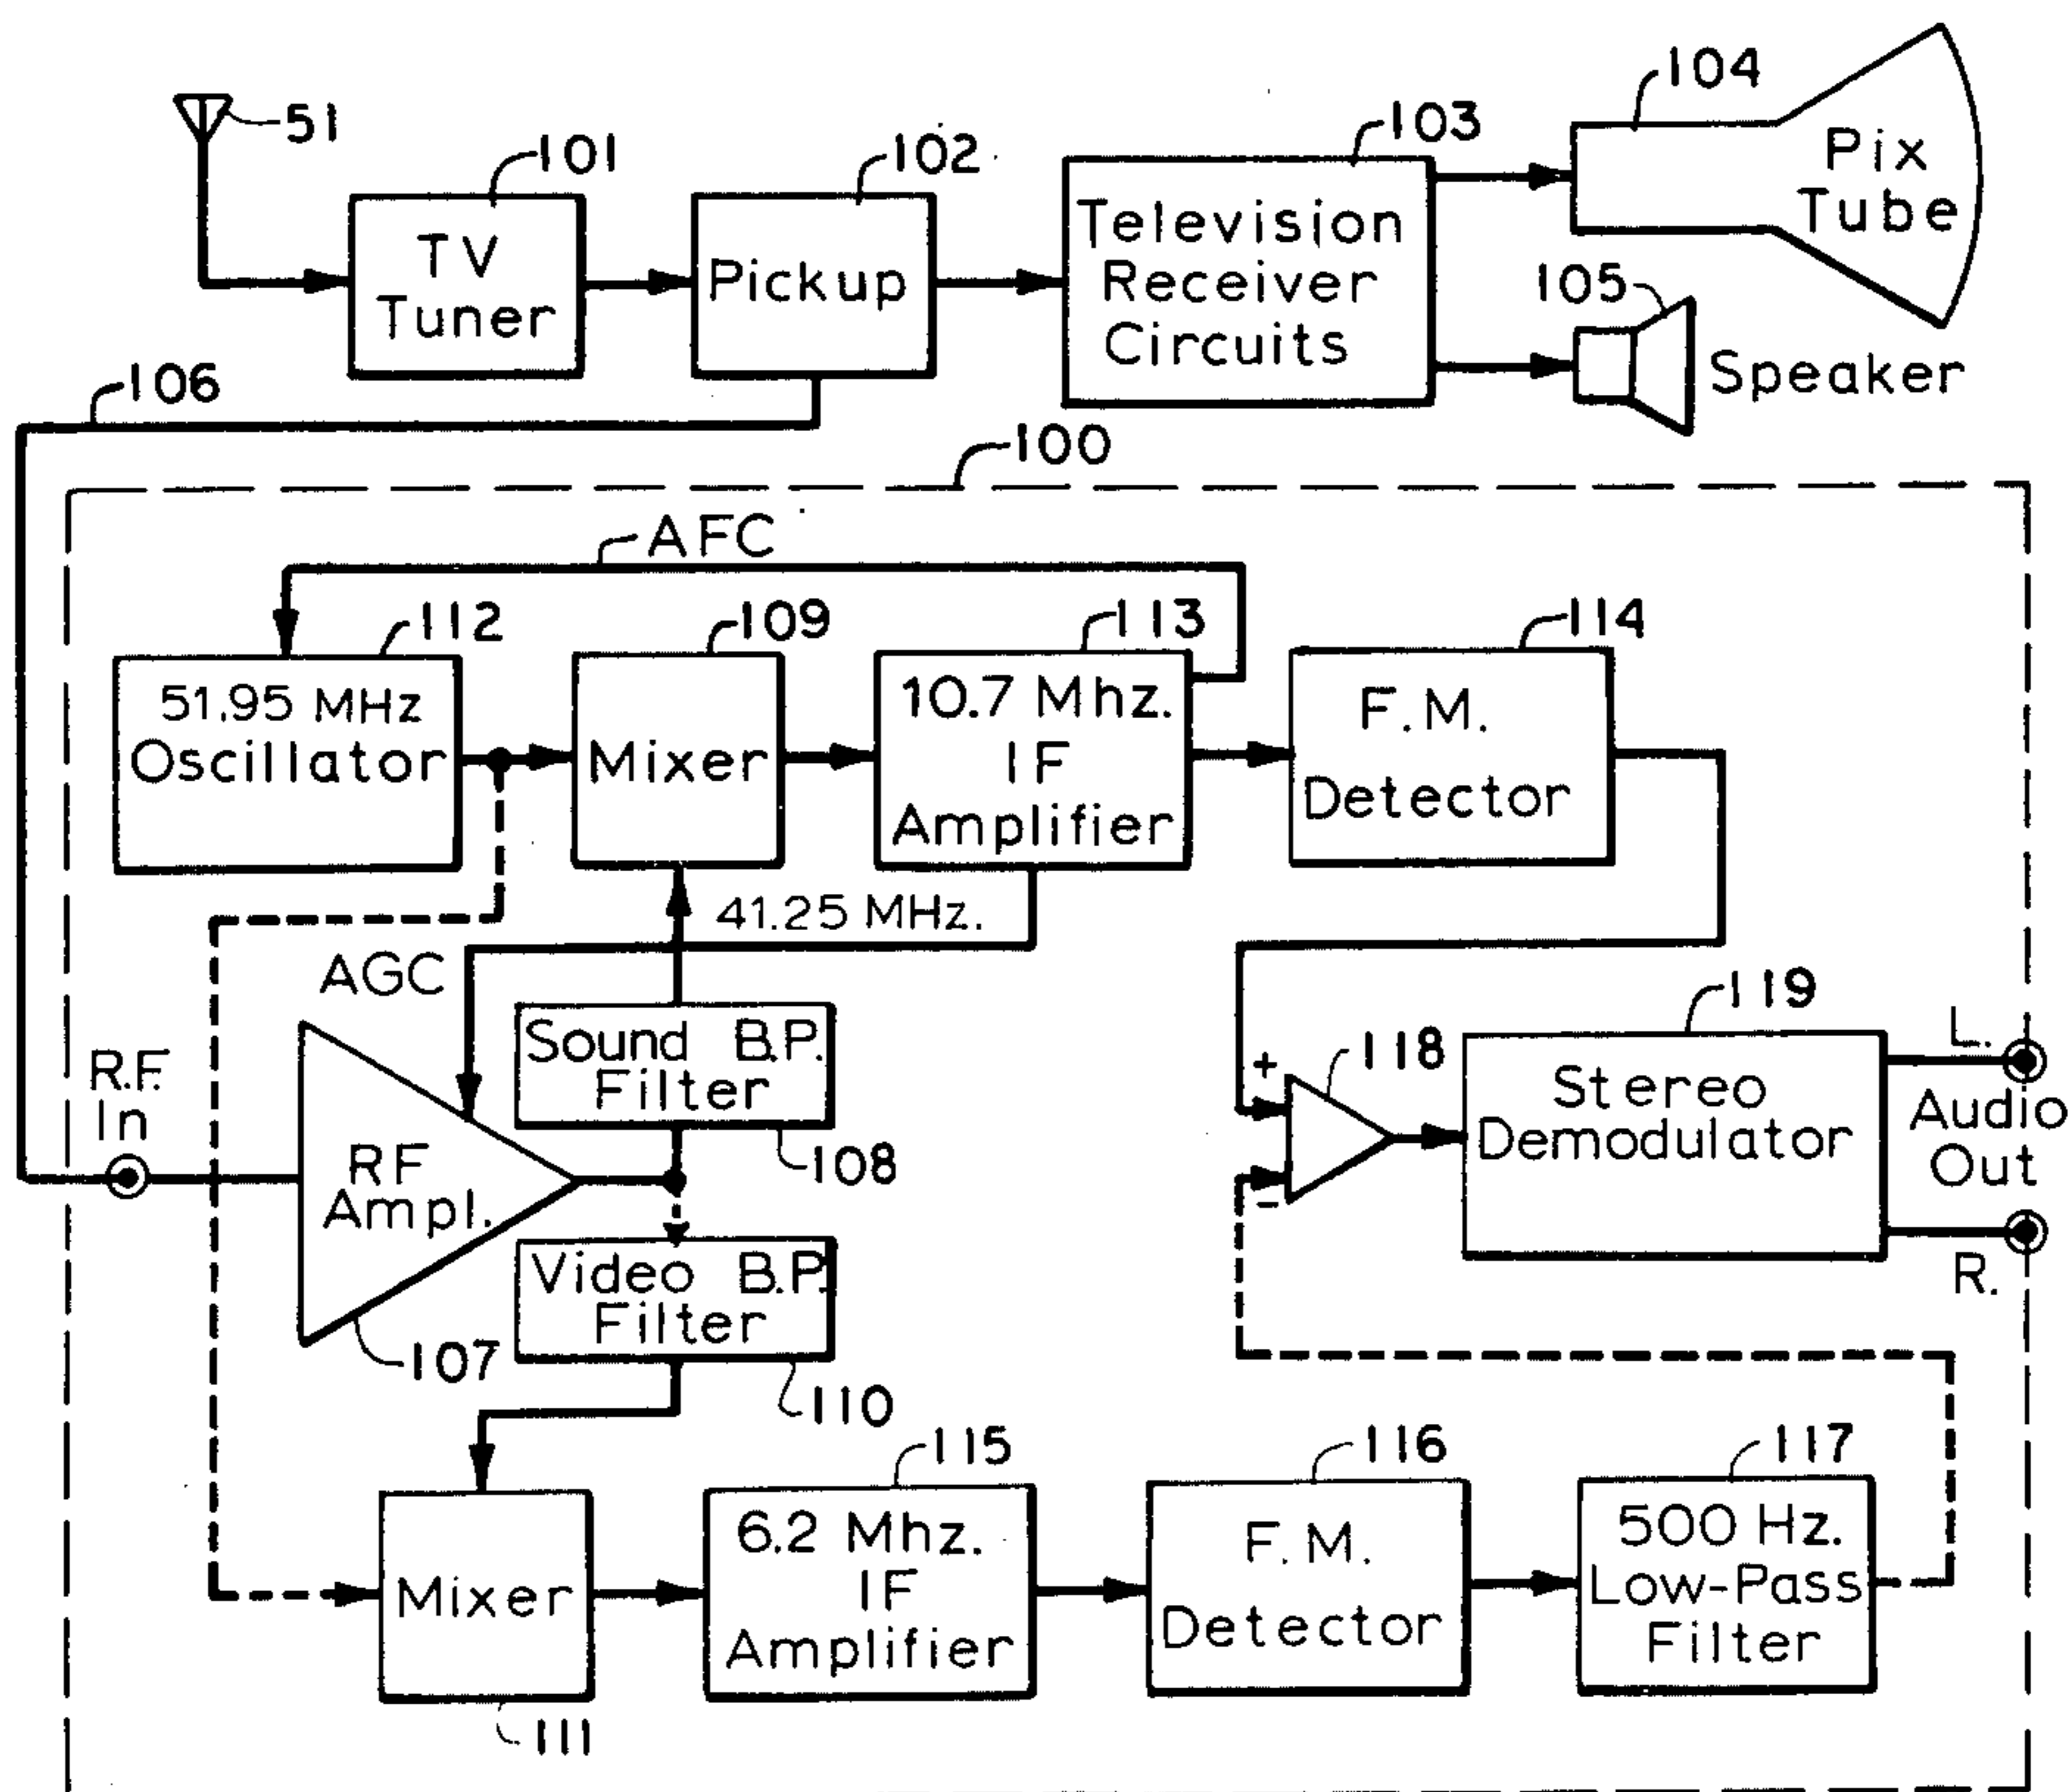 51
101
TV
Tuner
102
Pickup
103
Television
Receiver
Circuits
104
Pix
Tube
105
Speaker
106
100
AFC
112
51.95 MHz
Oscillator
109
Mixer
113
10.7 Mhz.
IF
Amplifier
114
F.M.
Detector
41.25 MHz.
AGC
R.F.
In
RF
Ampl.
107
Sound B.P.
Filter
108
Video B.P.
Filter
110
+
-
118
119
Stereo
Demodulator
L.
Audio
Out
R.
Mixer
111
115
6.2 Mhz.
IF
Amplifier
116
F.M.
Detector
117
500 Hz.
Low-Pass
Filter